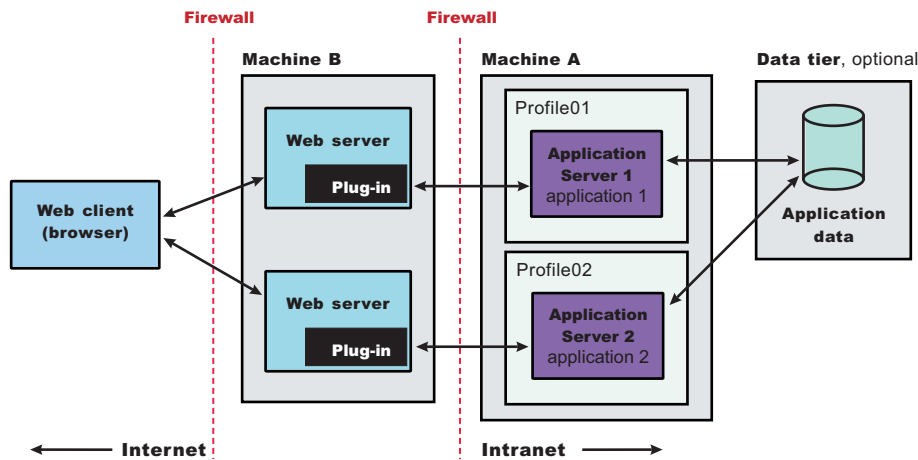 Firewall
Firewall
Machine B
Machine A
Data tier, optional
Web server
Plug-in
Profile01
Application
Server 1
application 1
Web client
(browser)
Application
data
Web server
Plug-in
Profile02
Application
Server 2
application 2
Internet
Intranet